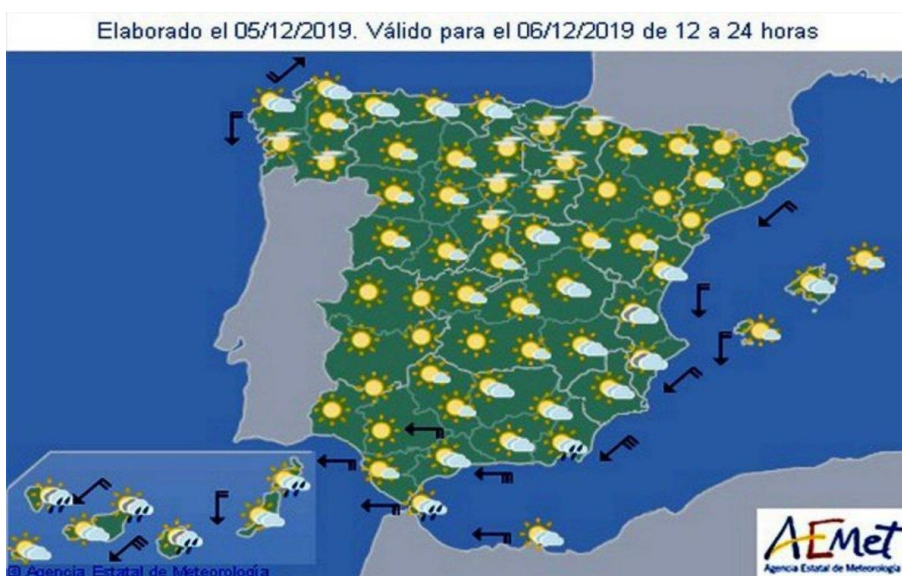 Elaborado el 05/12/2019. Válido para el 06/12/2019 de 12 a 24 horas
© Agencia Estatal de Meteorología
AEMet
Agencia Estatal de Meteorología